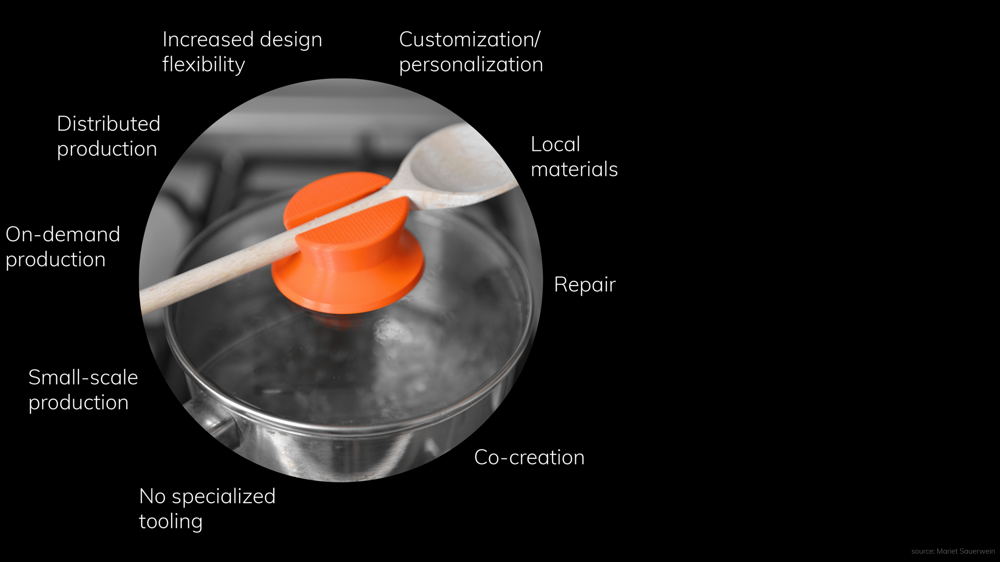 Increased design
flexibility
Customization/
personalization
Distributed
production
Local
materials
On-demand
production
Repair
Small-scale
production
Co-creation
No specialized
tooling
source: Mariet Sauerwein